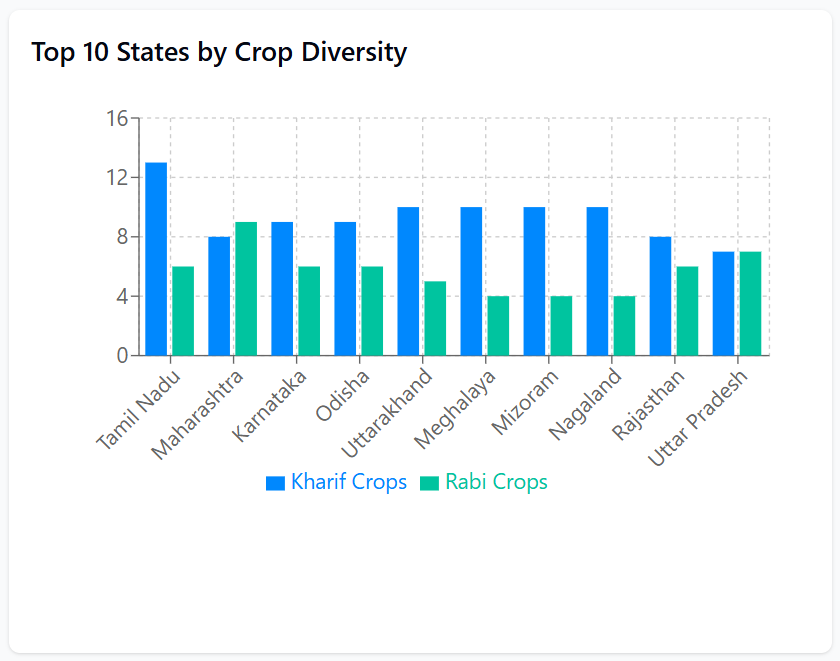 Top 10 States by Crop Diversity
16
12
8
4
0
Tamil Nadu
Maharashtra
Karnataka
Odisha
Uttarakhand
Meghalaya
Mizoram
Nagaland
Rajasthan
Uttar Pradesh
Kharif Crops
Rabi Crops